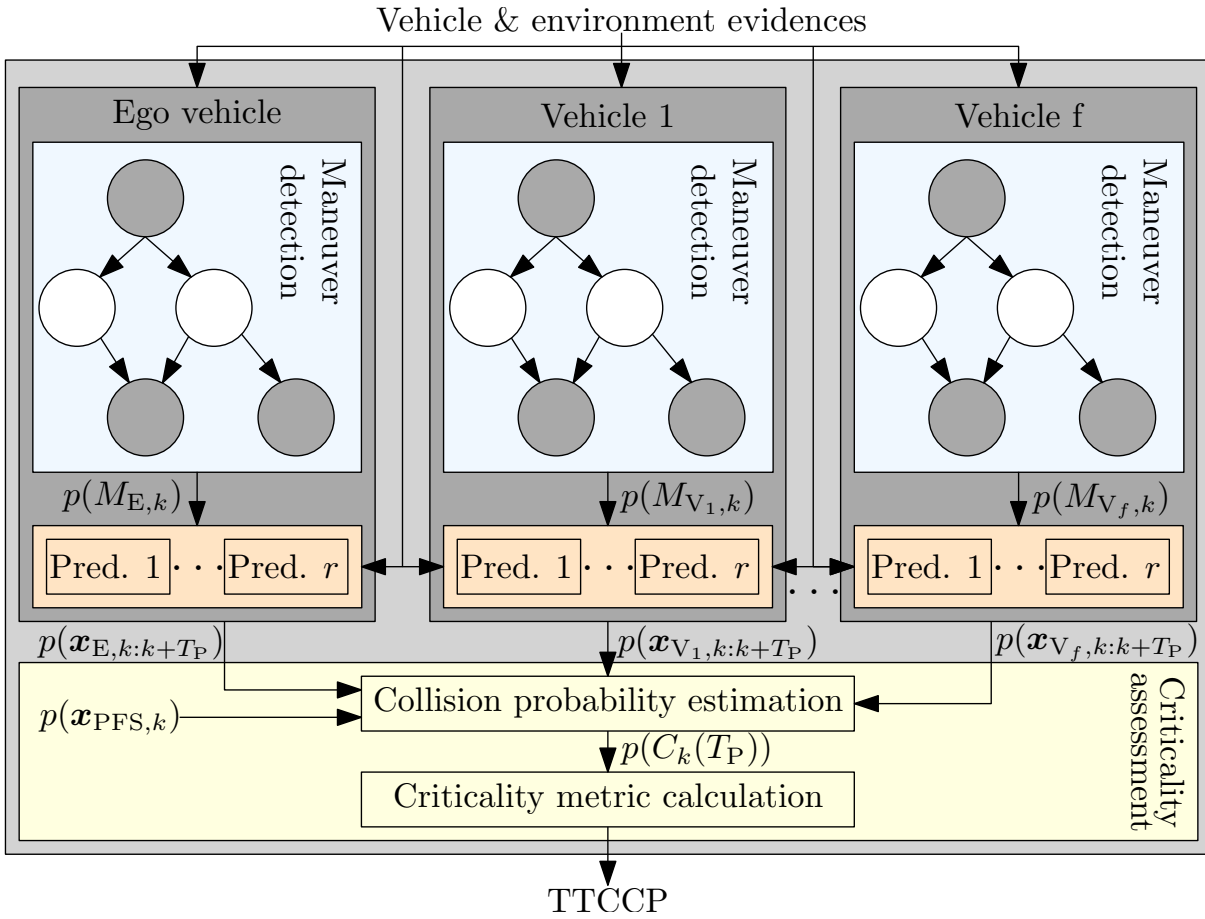 Vehicle & environment evidences
Ego vehicle
Vehicle 1
Vehicle f
Maneuver
detection
Maneuver
detection
Maneuver
detection
p(M_{E,k})
p(M_{V_1,k})
p(M_{V_f,k})
Pred. 1 ··· Pred. r
Pred. 1 ··· Pred. r
...
Pred. 1 ··· Pred. r
p(x_{E,k:k+T_P})
p(x_{V_1,k:k+T_P})
p(x_{V_f,k:k+T_P})
Collision probability estimation
p(x_{PFS,k})
p(C_k(T_P))
Criticality metric calculation
Criticality
assessment
TTCCP